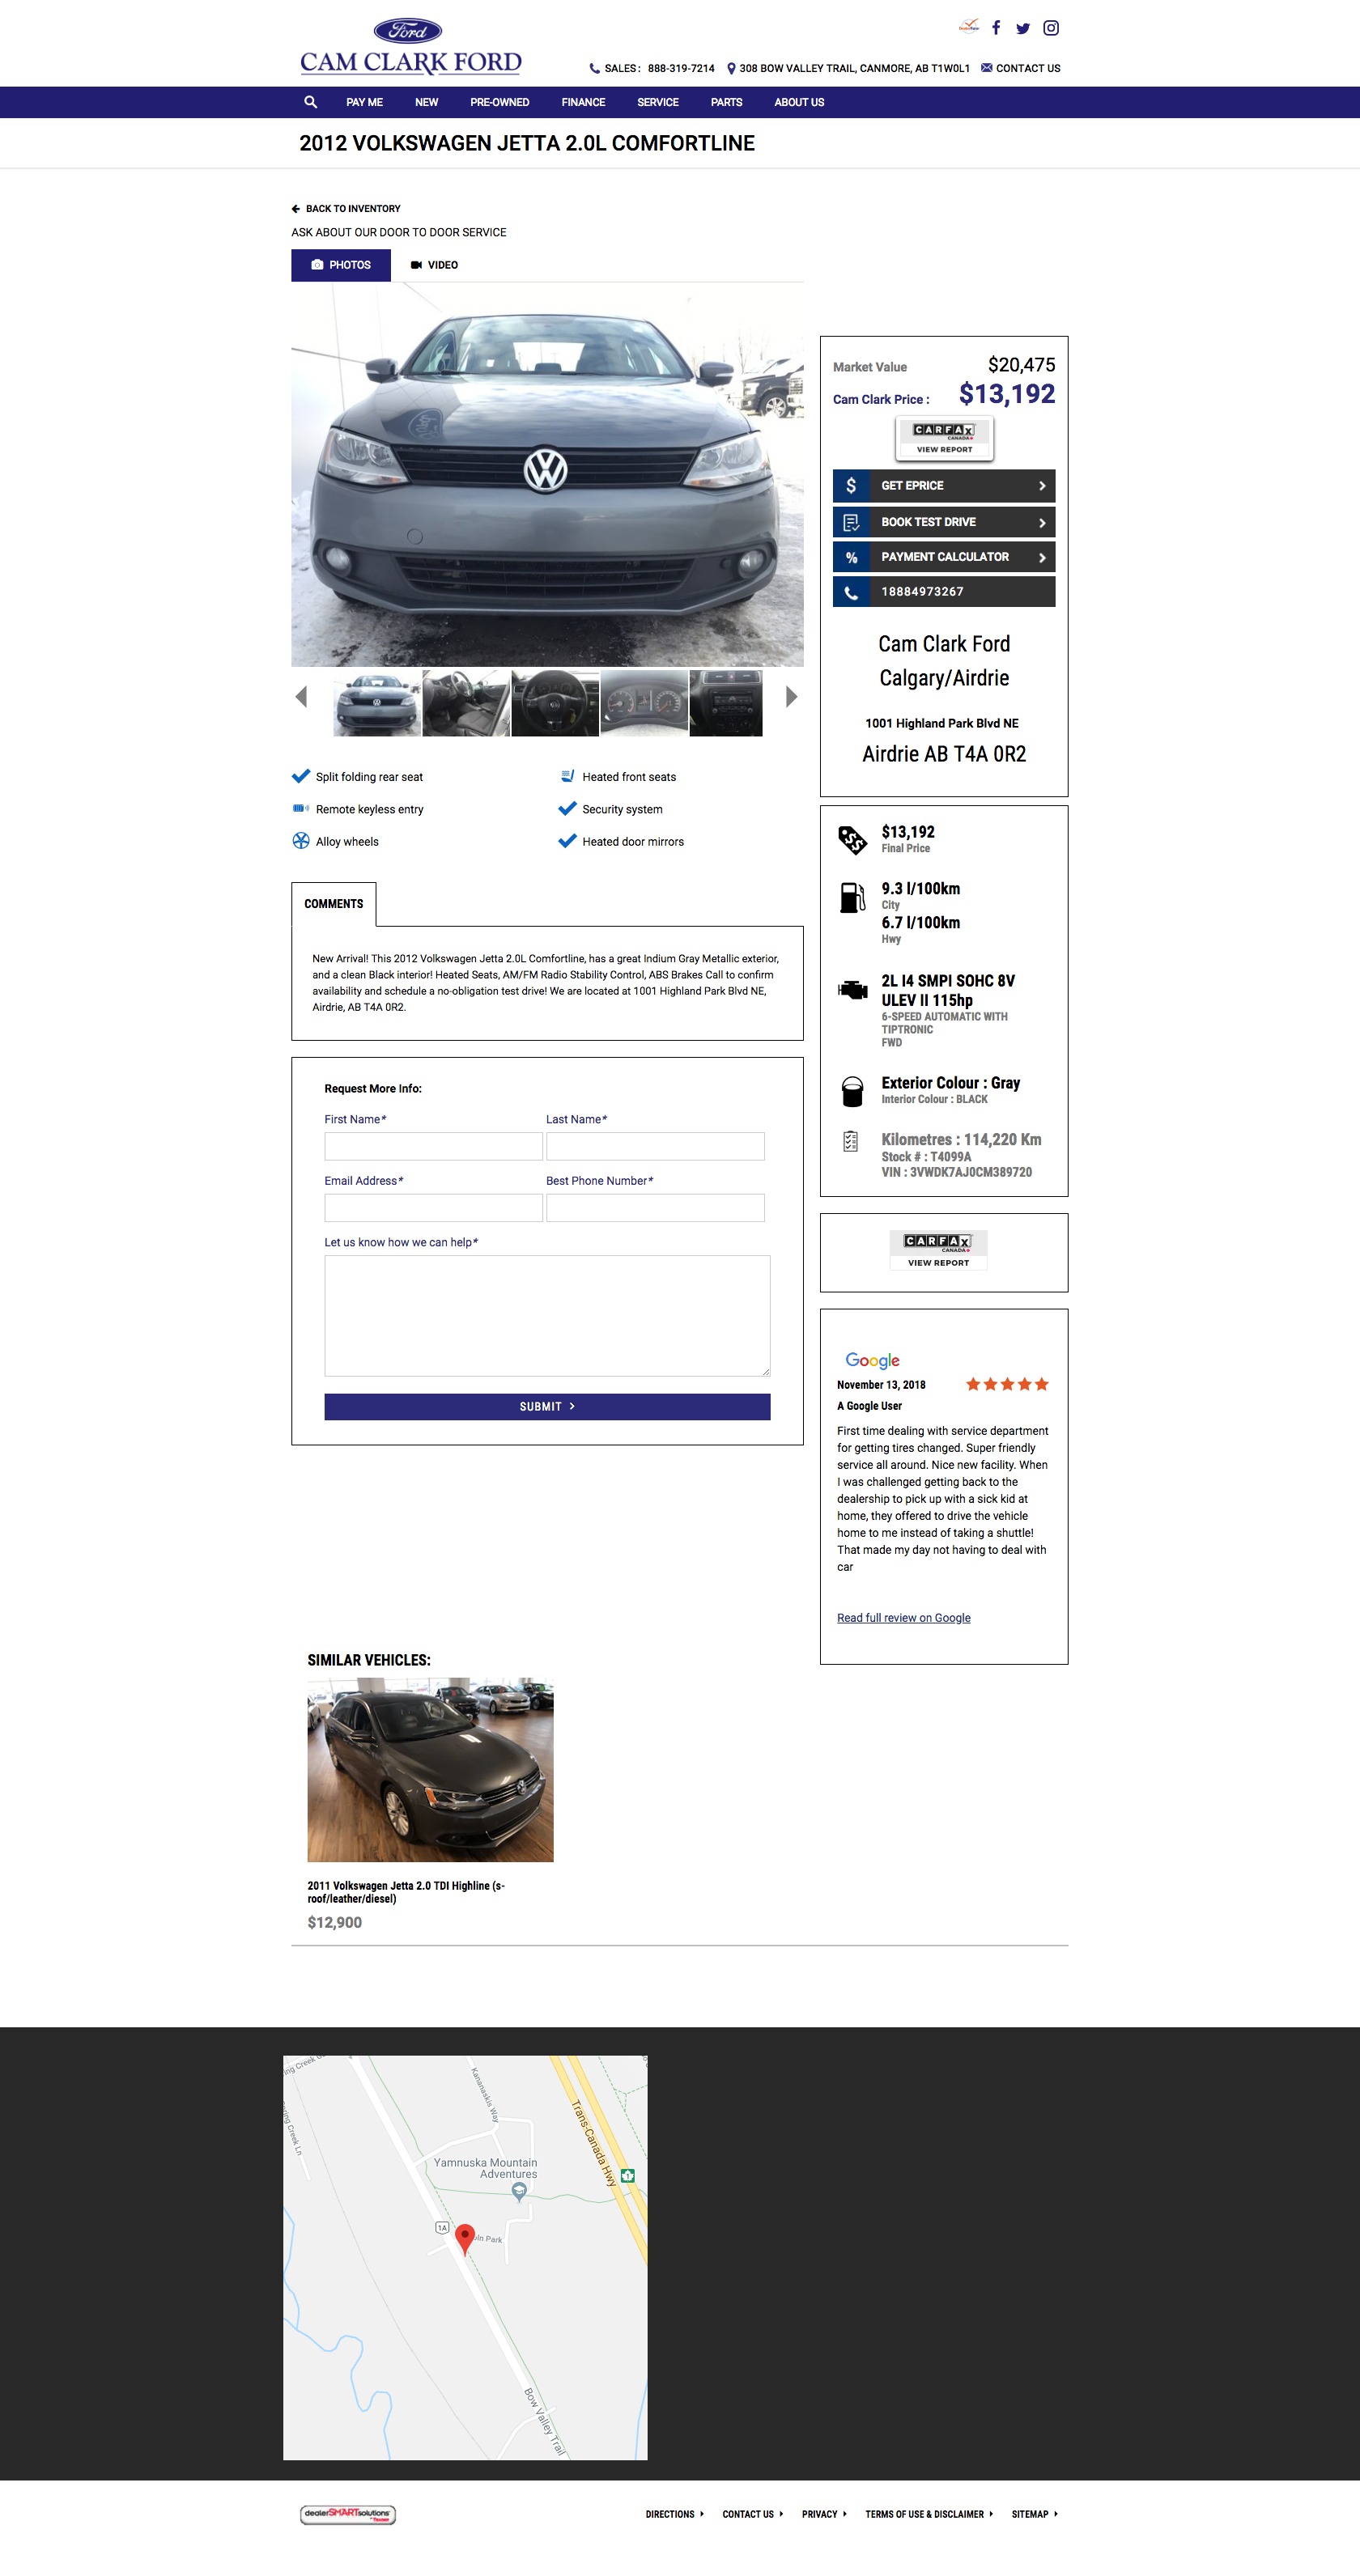 Ford
CAM CLARK FORD
SALES: 888-319-7214 308 BOW VALLEY TRAIL, CANMORE, AB T1W0L1 CONTACT US
PAY ME NEW PRE-OWNED FINANCE SERVICE PARTS ABOUT US
2012 VOLKSWAGEN JETTA 2.0L COMFORTLINE
BACK TO INVENTORY
ASK ABOUT OUR DOOR TO DOOR SERVICE
PHOTOS VIDEO
Market Value $20,475
Cam Clark Price : $13,192
CARFAX
CANADA
VIEW REPORT
GET EPRICE
BOOK TEST DRIVE
PAYMENT CALCULATOR
18884973267
Cam Clark Ford
Calgary/Airdrie
1001 Highland Park Blvd NE
Airdrie AB T4A 0R2
Split folding rear seat
Heated front seats
Remote keyless entry
Security system
Alloy wheels
Heated door mirrors
$13,192
Final Price
9.3 l/100km
City
6.7 l/100km
Hwy
2L I4 SMPI SOHC 8V
ULEV II 115hp
6-SPEED AUTOMATIC WITH
TIPTRONIC
FWD
Exterior Colour : Gray
Interior Colour : BLACK
Kilometres : 114,220 Km
Stock # : T4099A
VIN : 3VWDK7AJ0CM389720
COMMENTS
New Arrival! This 2012 Volkswagen Jetta 2.0L Comfortline, has a great Indium Gray Metallic exterior,
and a clean Black interior! Heated Seats, AM/FM Radio Stability Control, ABS Brakes Call to confirm
availability and schedule a no-obligation test drive! We are located at 1001 Highland Park Blvd NE,
Airdrie, AB T4A 0R2.
Request More Info:
First Name* Last Name*
Email Address* Best Phone Number*
Let us know how we can help*
SUBMIT
CARFAX
CANADA
VIEW REPORT
Google
November 13, 2018
A Google User
First time dealing with service department
for getting tires changed. Super friendly
service all around. Nice new facility. When
I was challenged getting back to the
dealership to pick up with a sick kid at
home, they offered to drive the vehicle
home to me instead of taking a shuttle!
That made my day not having to deal with
car
Read full review on Google
SIMILAR VEHICLES:
2011 Volkswagen Jetta 2.0 TDI Highline (s-
roof/leather/diesel)
$12,900
Kananaskis Way
Trans-Canada Hwy
Yamnuska Mountain
Adventures
1
1A
oln Park
Bow Valley Trail
dealerSMARTsolutions
DIRECTIONS CONTACT US PRIVACY TERMS OF USE & DISCLAIMER SITEMAP